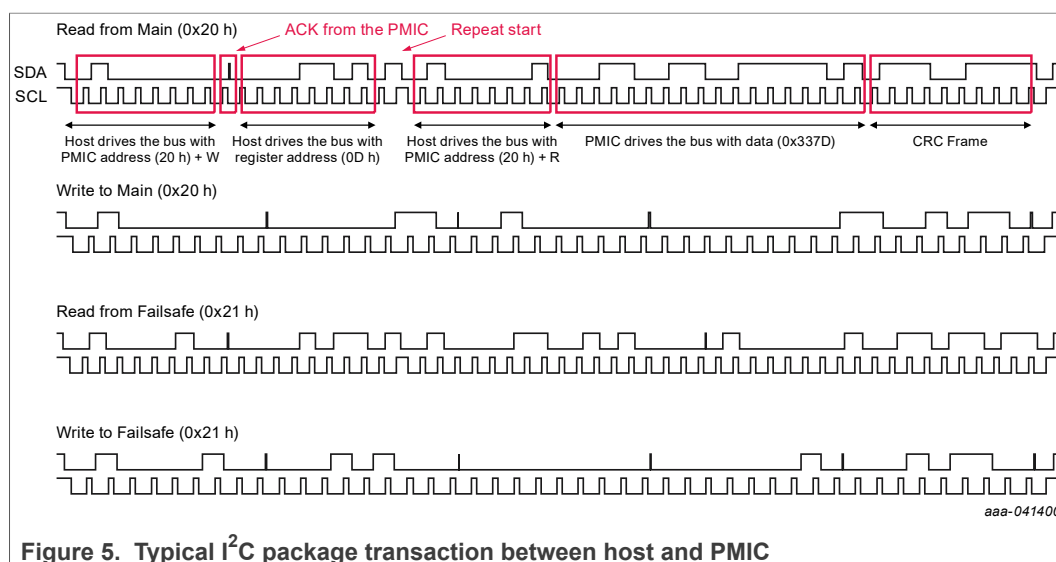 Read from Main (0x20 h)
ACK from the PMIC
Repeat start
SDA
SCL
Host drives the bus with
PMIC address (20 h) + W
Host drives the bus with
register address (0D h)
Host drives the bus with
PMIC address (20 h) + R
PMIC drives the bus with data (0x337D)
CRC Frame
Write to Main (0x20 h)
Read from Failsafe (0x21 h)
Write to Failsafe (0x21 h)
aaa-041400
Figure 5. Typical I²C package transaction between host and PMIC